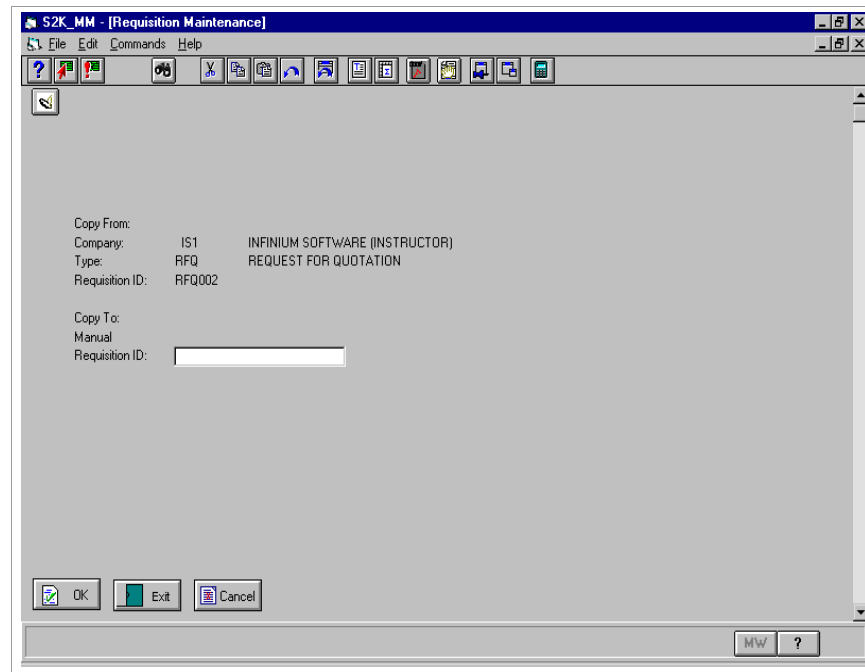 S2K_MM - [Requisition Maintenance]
File Edit Commands Help
Copy From:
Company: IS1 INFINIUM SOFTWARE (INSTRUCTOR)
Type: RFQ REQUEST FOR QUOTATION
Requisition ID: RFQ002
Copy To:
Manual
Requisition ID:
OK Exit Cancel
MW ?